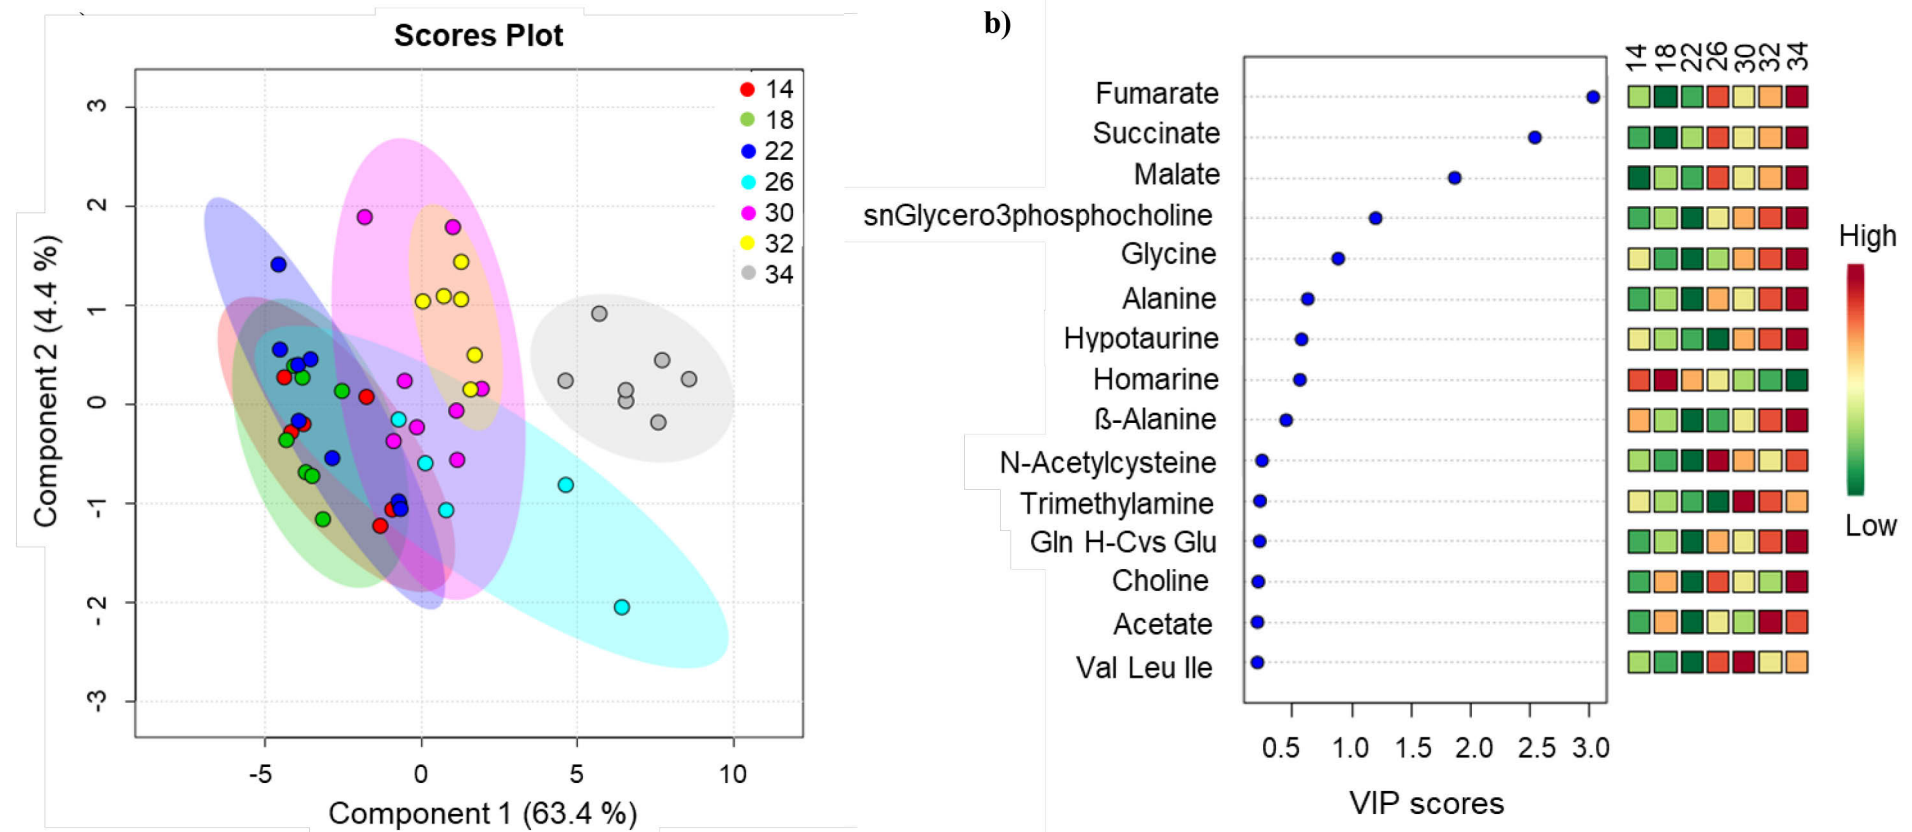 Scores Plot
14
18
22
26
30
32
34
3
2
1
0
-1
-2
-3
Component 2 (4.4 %)
-5
0
5
10
Component 1 (63.4 %)
b)
14 18 22 26 30 32 34
Fumarate
Succinate
Malate
snGlycero3phosphocholine
Glycine
Alanine
Hypotaurine
Homarine
ß-Alanine
N-Acetylcysteine
Trimethylamine
Gln H-Cvs Glu
Choline
Acetate
Val Leu Ile
0.5 1.0 1.5 2.0 2.5 3.0
VIP scores
High
Low